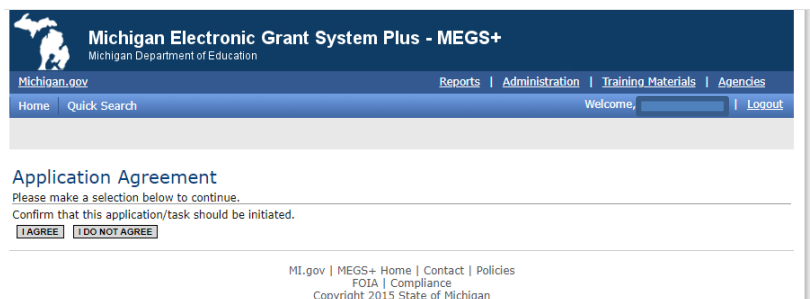 Michigan Electronic Grant System Plus - MEGS+
Michigan Department of Education
Michigan.gov Reports | Administration | Training Materials | Agencies
Home Quick Search Welcome, | Logout
Application Agreement
Please make a selection below to continue.
Confirm that this application/task should be initiated.
I AGREE I DO NOT AGREE
MI.gov | MEGS+ Home | Contact | Policies
FOIA | Compliance
Copyright 2015 State of Michigan